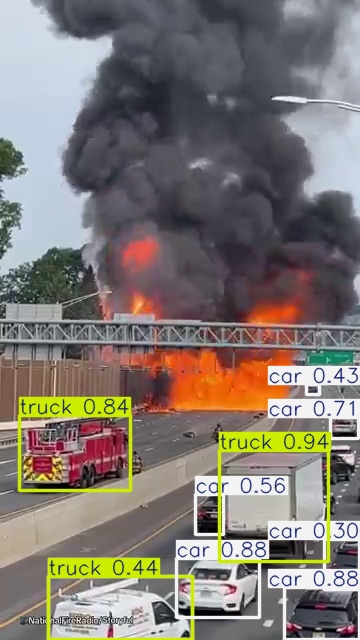 car 0.43
car 0.71
truck 0.84
truck 0.94
car 0.56
car 0.30
car 0.88
truck 0.44
car 0.88
NationalFireRadio/Storyful